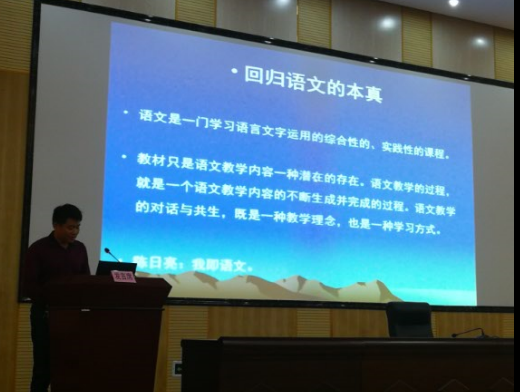 •回归语文的本真
•语文是一门学习语言文字运用的综合性的、实践性的课程。
•教材只是语文教学内容一种潜在的存在。语文教学的过程，
就是一个语文教学内容的不断生成并完成的过程。语文教学
的对话与共生，既是一种教学理念，也是一种学习方式。
陈日亮：我即语文。